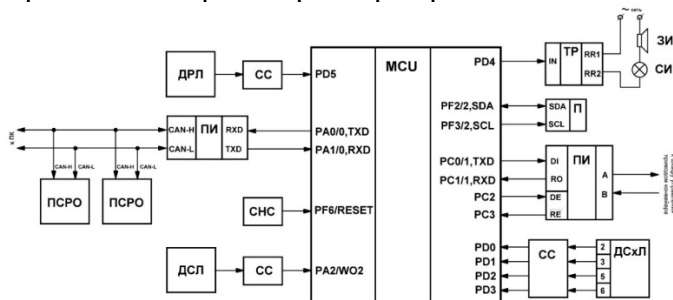 ~ сеть
ЗИ
СИ
MCU
ДРЛ
СС
PD5
PD4
IN
ТР
RR1
RR2
к ПК
CAN-H
CAN-L
ПИ
RXD
TXD
PA0/0,TXD
PA1/0,RXD
PF2/2,SDA
PF3/2,SCL
SDA
SCL
П
CAN-H
CAN-L
CAN-H
CAN-L
ПСРО
ПСРО
PC0/1,TXD
PC1/1,RXD
PC2
PC3
DI
RO
DE
RE
ПИ
A
B
приводом конвейера
СНС
PF6/RESET
ДСЛ
СС
PA2/WO2
PD0
PD1
PD2
PD3
СС
2
3
5
6
ДСхЛ